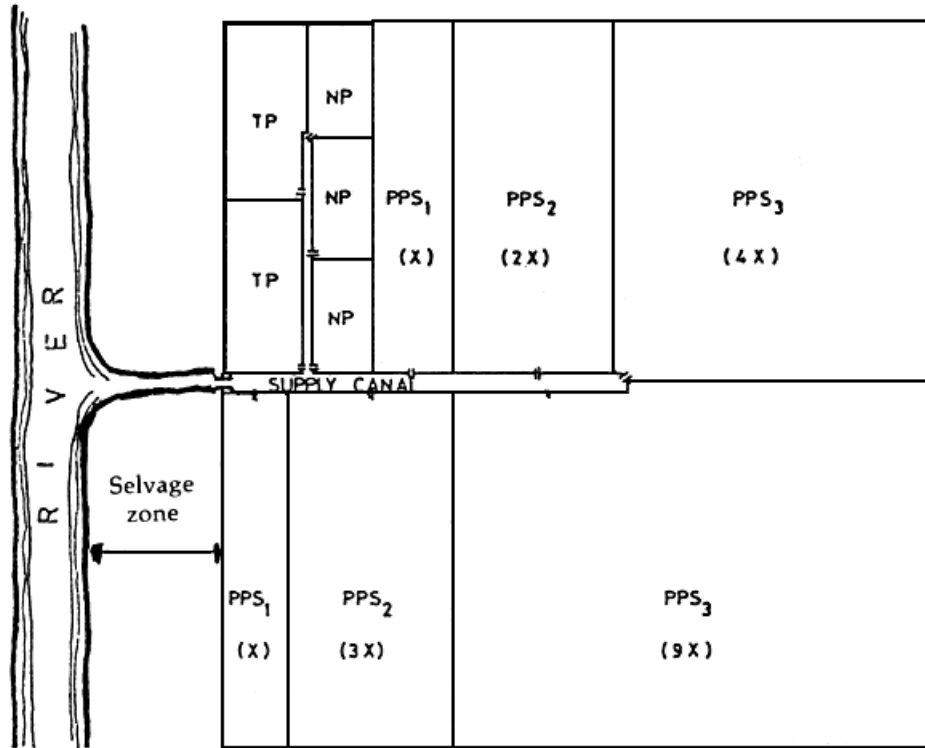 TP
NP
TP
NP
NP
PPS₁
(X)
PPS₂
(2X)
PPS₃
(4X)
RIVER
SUPPLY CANAL
Selvage
zone
PPS₁
(X)
PPS₂
(3X)
PPS₃
(9X)